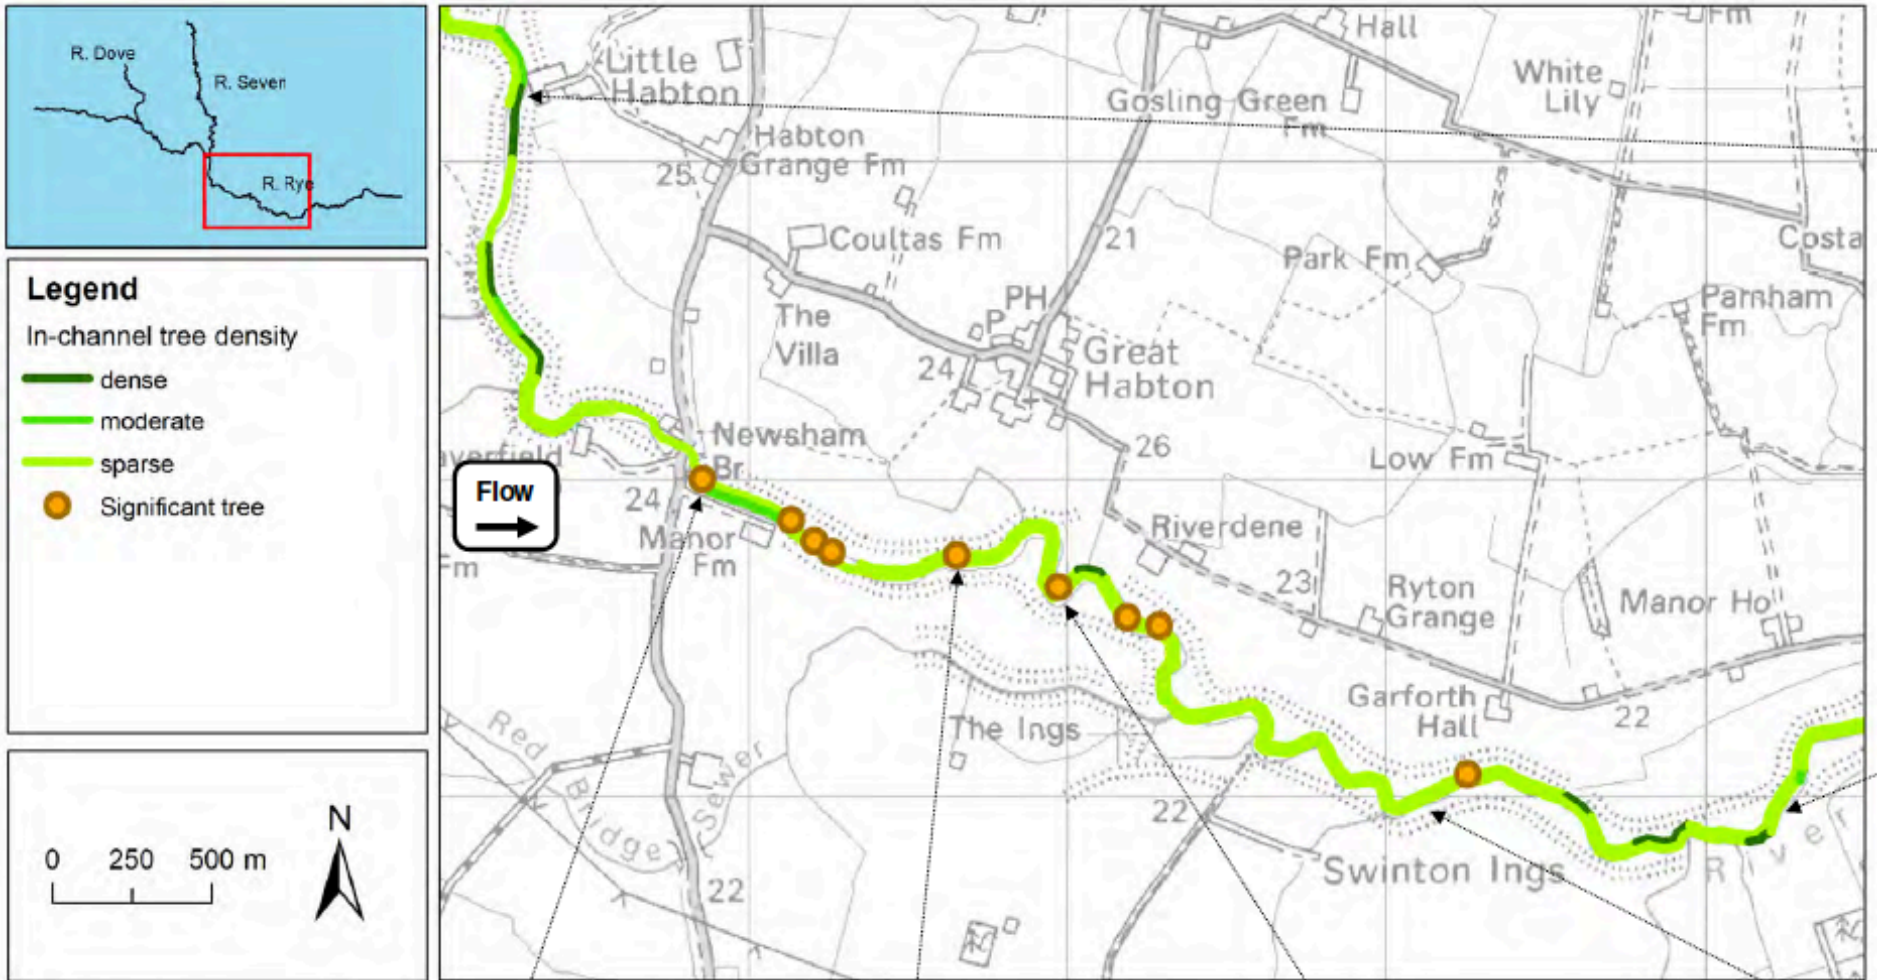 R. Dove
R. Seven
R. Rye
Legend
In-channel tree density
dense
moderate
sparse
Significant tree
0 250 500 m
N
Flow
Little
Habton
Habton
Grange Fm
25
Coultas Fm
The
Villa
PH
P
24
Great
Habton
21
26
Hall
Gosling Green
Fm
White
Lily
Fm
Park Fm
Costa
Parnham
Fm
Low Fm
Newsham
Br
24
Manor
Fm
Fm
Riverdene
23
Ryton
Grange
Manor Ho
Garforth
Hall
22
The Ings
22
Swinton Ings
River
Red Bridge Sewer
22